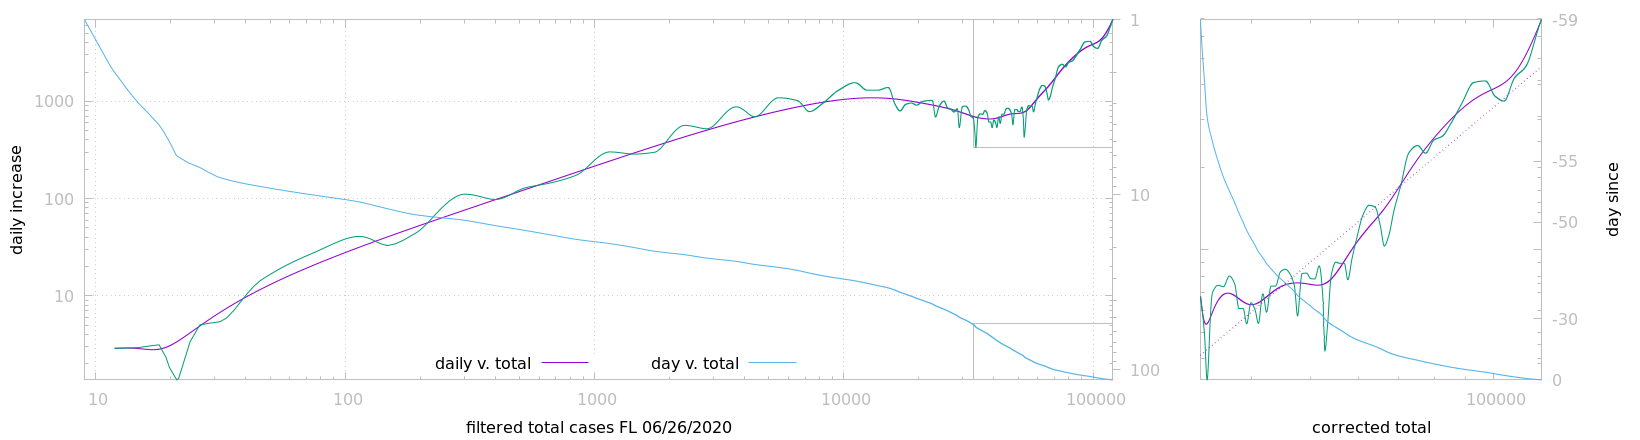 daily increase
1000
100
10
10
100
1000
10000
100000
filtered total cases FL 06/26/2020
daily v. total
day v. total
1
10
100
100000
corrected total
-59
-55
-50
-30
0
day since